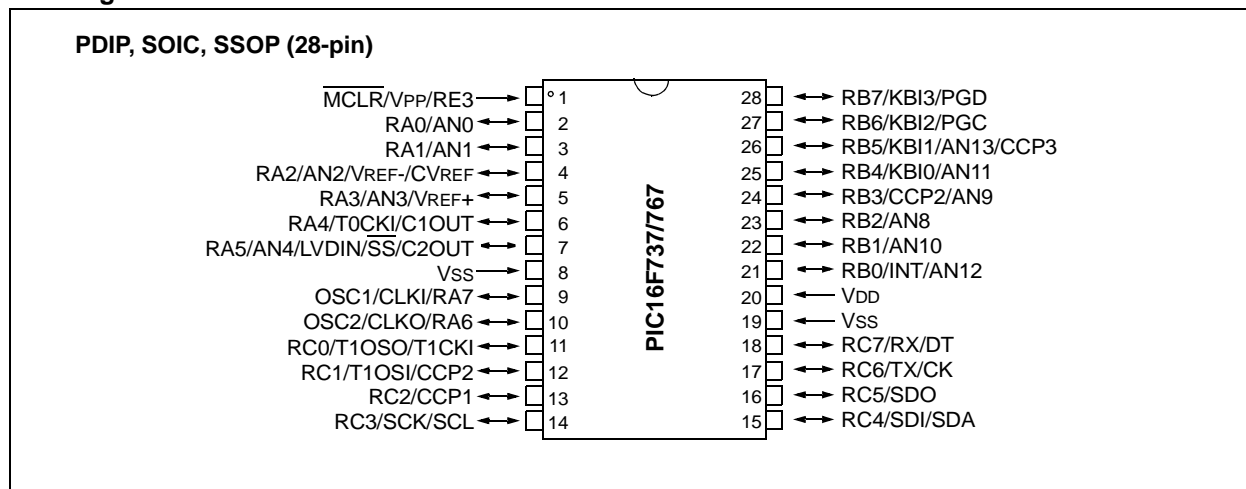 PDIP, SOIC, SSOP (28-pin)
MCLR/VPP/RE3
RA0/AN0
RA1/AN1
RA2/AN2/VREF-/CVREF
RA3/AN3/VREF+
RA4/T0CKI/C1OUT
RA5/AN4/LVDIN/SS/C2OUT
VSS
OSC1/CLKI/RA7
OSC2/CLKO/RA6
RC0/T1OSO/T1CKI
RC1/T1OSI/CCP2
RC2/CCP1
RC3/SCK/SCL
1
2
3
4
5
6
7
8
9
10
11
12
13
14
PIC16F737/767
28
27
26
25
24
23
22
21
20
19
18
17
16
15
RB7/KBI3/PGD
RB6/KBI2/PGC
RB5/KBI1/AN13/CCP3
RB4/KBI0/AN11
RB3/CCP2/AN9
RB2/AN8
RB1/AN10
RB0/INT/AN12
VDD
VSS
RC7/RX/DT
RC6/TX/CK
RC5/SDO
RC4/SDI/SDA